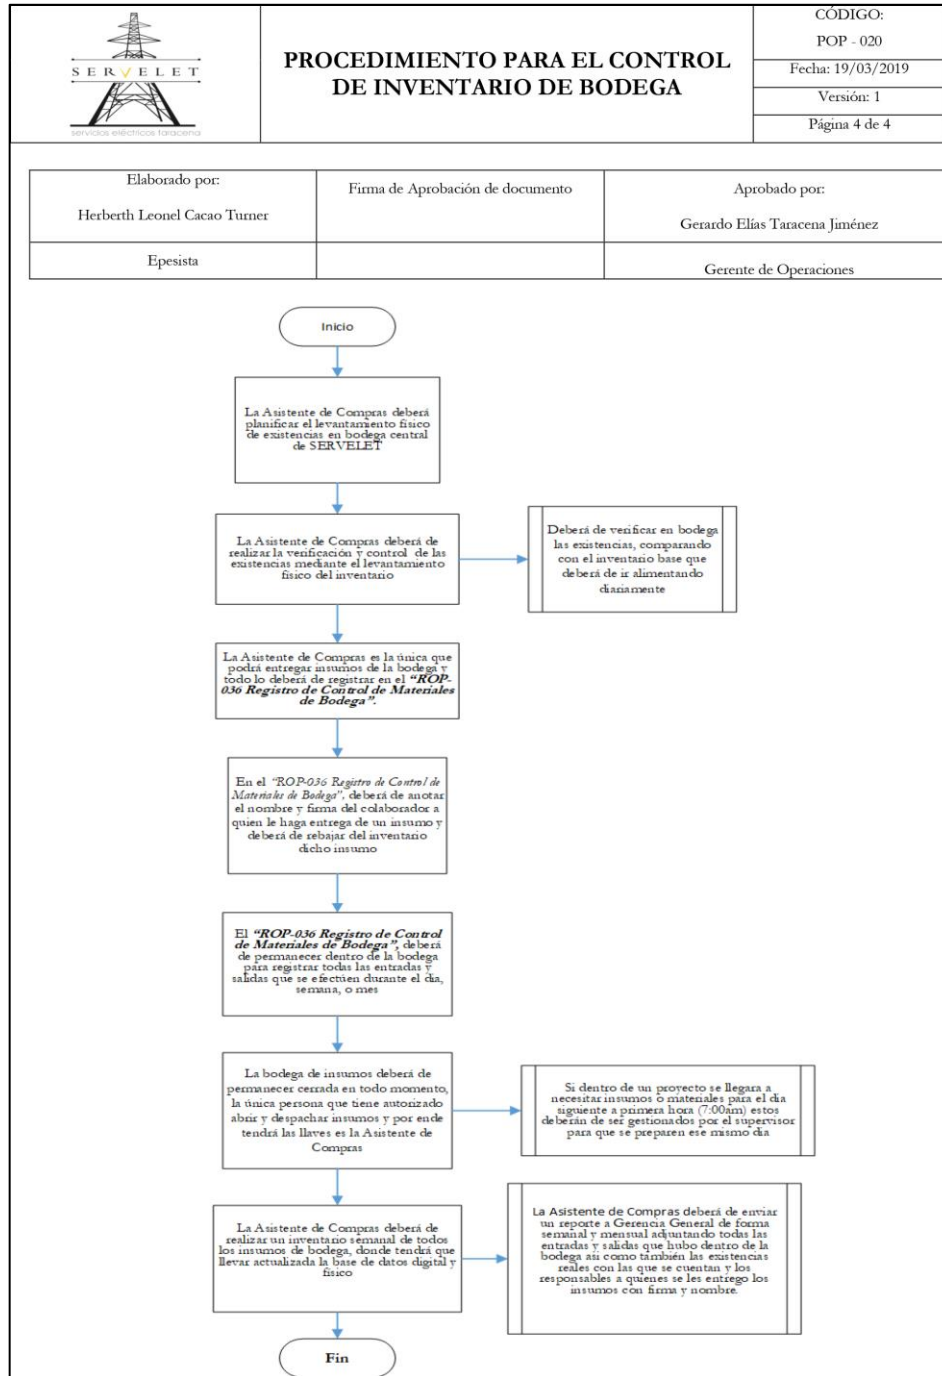 SERVELET
servicios eléctricos taracena
PROCEDIMIENTO PARA EL CONTROL
DE INVENTARIO DE BODEGA
CÓDIGO:
POP - 020
Fecha: 19/03/2019
Versión: 1
Página 4 de 4
Elaborado por:
Herberth Leonel Cacao Turner
Firma de Aprobación de documento
Aprobado por:
Gerardo Elías Taracena Jiménez
Epesista
Gerente de Operaciones
Inicio
La Asistente de Compras deberá
planificar el levantamiento físico
de existencias en bodega central
de SERVELET
La Asistente de Compras deberá de
realizar la verificación y control de las
existencias mediante el levantamiento
físico del inventario
Deberá de verificar en bodega
las existencias, comparando
con el inventario base que
deberá de ir alimentando
diariamente
La Asistente de Compras es la única que
podrá entregar insumos de la bodega y
todo lo deberá de registrar en el “ROP-
036 Registro de Control de Materiales
de Bodega”.
En el “ROP-036 Registro de Control de
Materiales de Bodega”, deberá de anotar
el nombre y firma del colaborador a
quien le haga entrega de un insumo y
deberá de rebajar del inventario
dicho insumo
El “ROP-036 Registro de Control
de Materiales de Bodega”, deberá
de permanecer dentro de la bodega
para registrar todas las entradas y
salidas que se efectúen durante el día,
semana, o mes
La bodega de insumos deberá de
permanecer cerrada en todo momento,
la única persona que tiene autorizado
abrir y despachar insumos y por ende
tendrá las llaves es la Asistente de
Compras
Si dentro de un proyecto se llegara a
necesitar insumos o materiales para el día
siguiente a primera hora (7:00am) estos
deberán de ser gestionados por el supervisor
para que se preparen ese mismo día
La Asistente de Compras deberá de
realizar un inventario semanal de todos
los insumos de bodega, donde tendrá que
llevar actualizada la base de datos digital y
físico
La Asistente de Compras deberá de enviar
un reporte a Gerencia General de forma
semanal y mensual adjuntando todas las
entradas y salidas que hubo dentro de la
bodega así como también las existencias
reales con las que se cuentan y los
responsables a quienes se les entrego los
insumos con firma y nombre.
Fin